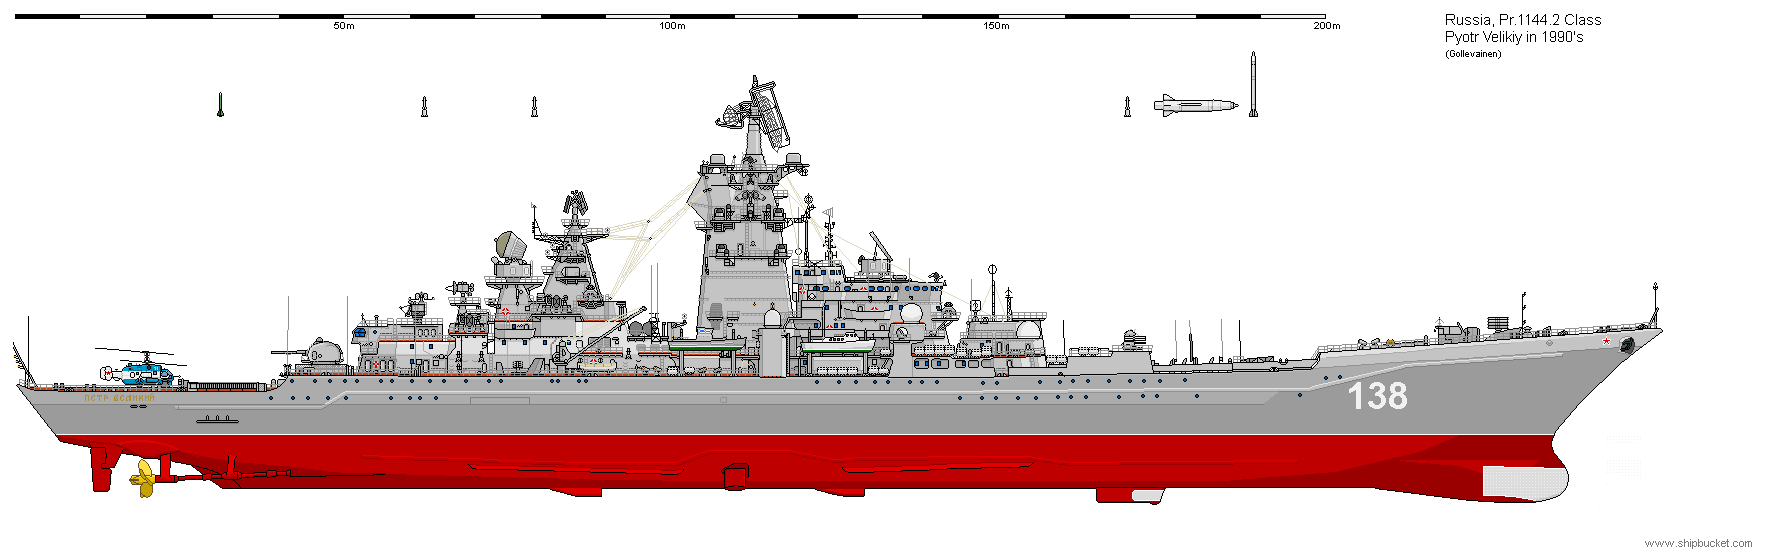 50m 100m 150m 200m
Russia, Pr.1144.2 Class
Pyotr Velikiy in 1990's
(Gollevainen)
138
ПЕТР ВЕЛИКИЙ
www.shipbucket.com